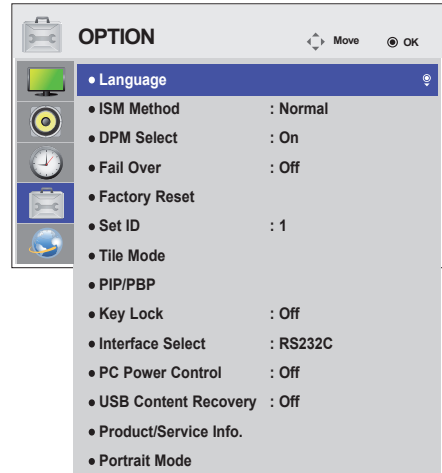 OPTION Move OK
● Language
● ISM Method : Normal
● DPM Select : On
● Fail Over : Off
● Factory Reset
● Set ID : 1
● Tile Mode
● PIP/PBP
● Key Lock : Off
● Interface Select : RS232C
● PC Power Control : Off
● USB Content Recovery : Off
● Product/Service Info.
● Portrait Mode